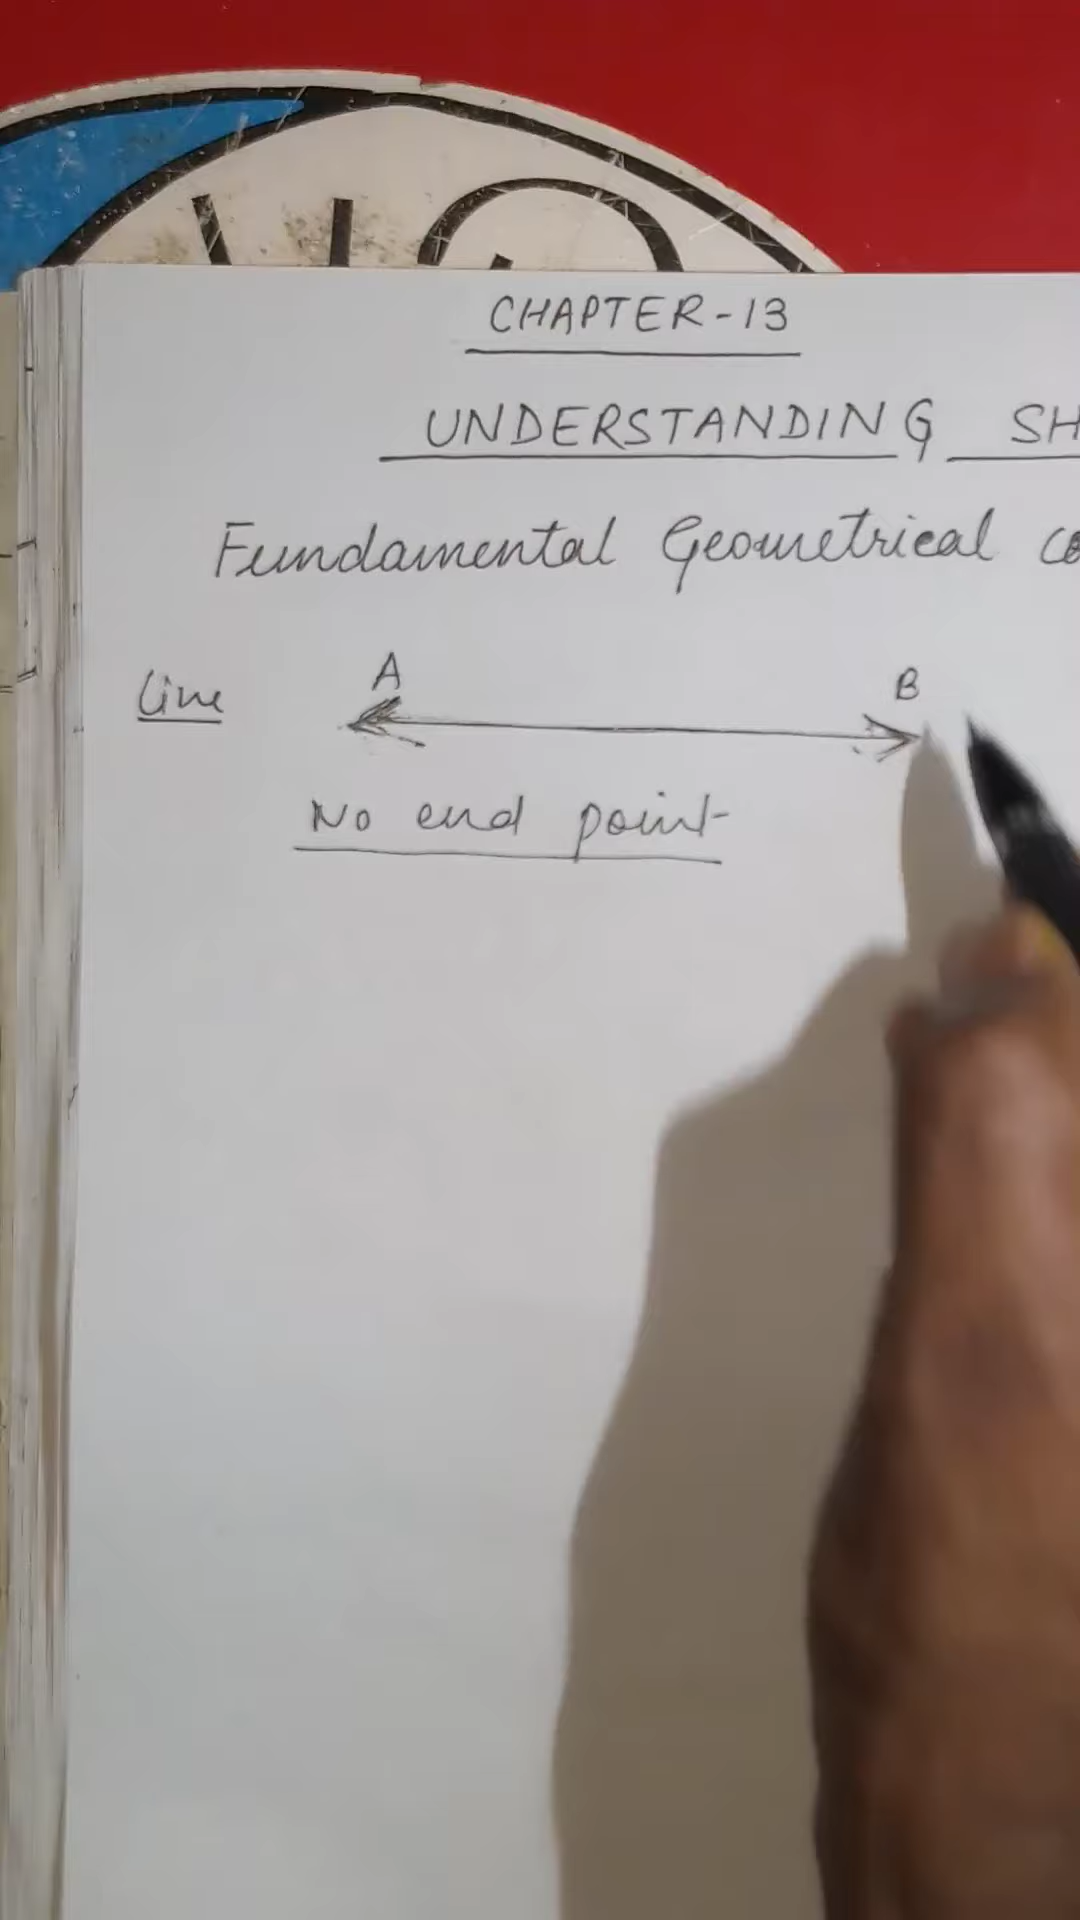 CHAPTER-13
UNDERSTANDING SH
Fundamental Geometrical co
Line
A B
No end point